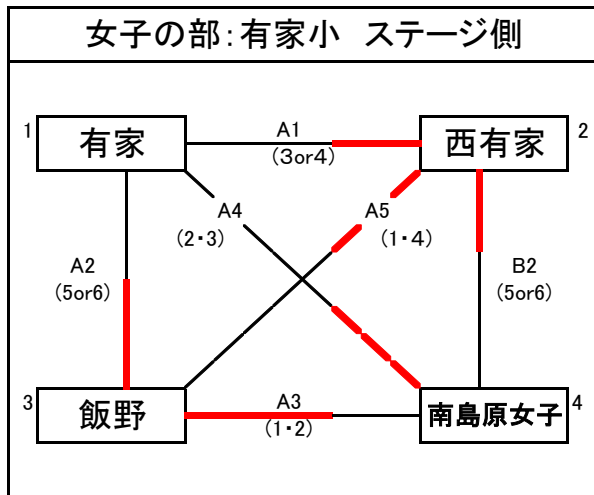 女子の部:有家小　ステージ側
1
有家
A1
(3or4)
西有家
2
A4
(2・3)
A5
(1・4)
A2
(5or6)
B2
(5or6)
3
飯野
A3
(1・2)
南島原女子
4